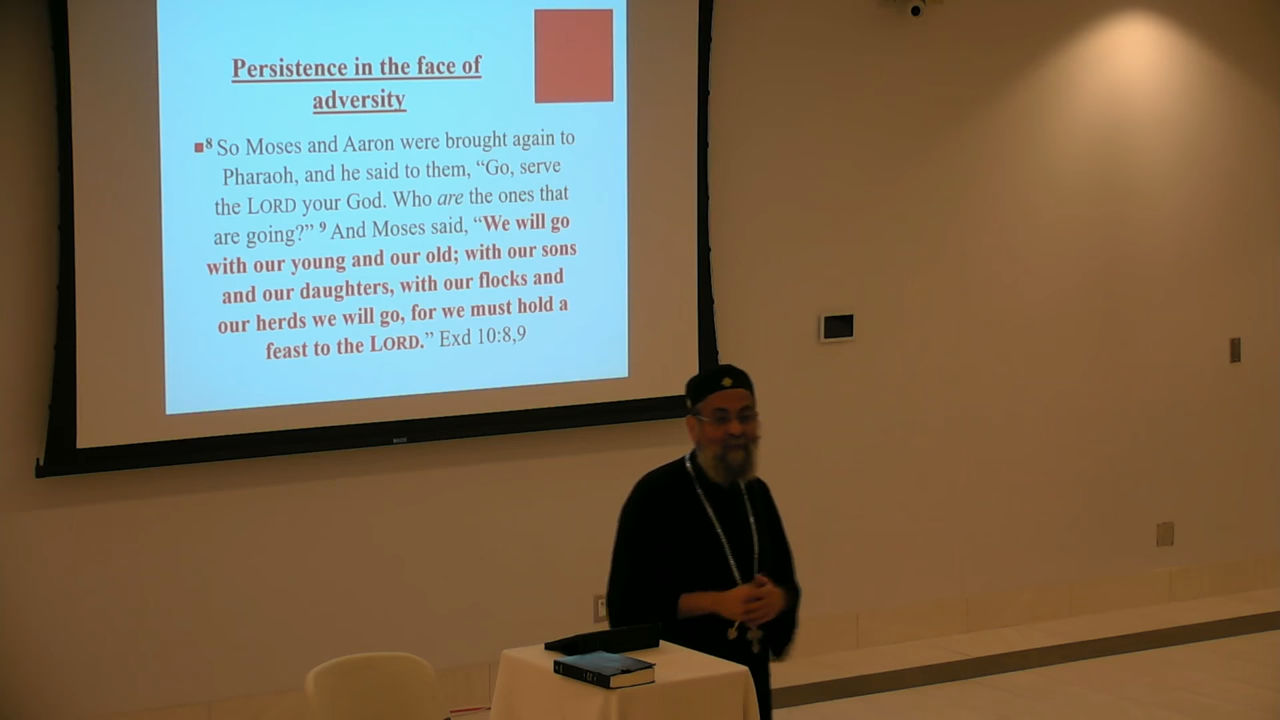 Persistence in the face of
adversity
8 So Moses and Aaron were brought again to
Pharaoh, and he said to them, “Go, serve
the LORD your God. Who are the ones that
are going?” 9 And Moses said, “We will go
with our young and our old; with our sons
and our daughters, with our flocks and
our herds we will go, for we must hold a
feast to the LORD.” Exd 10:8,9